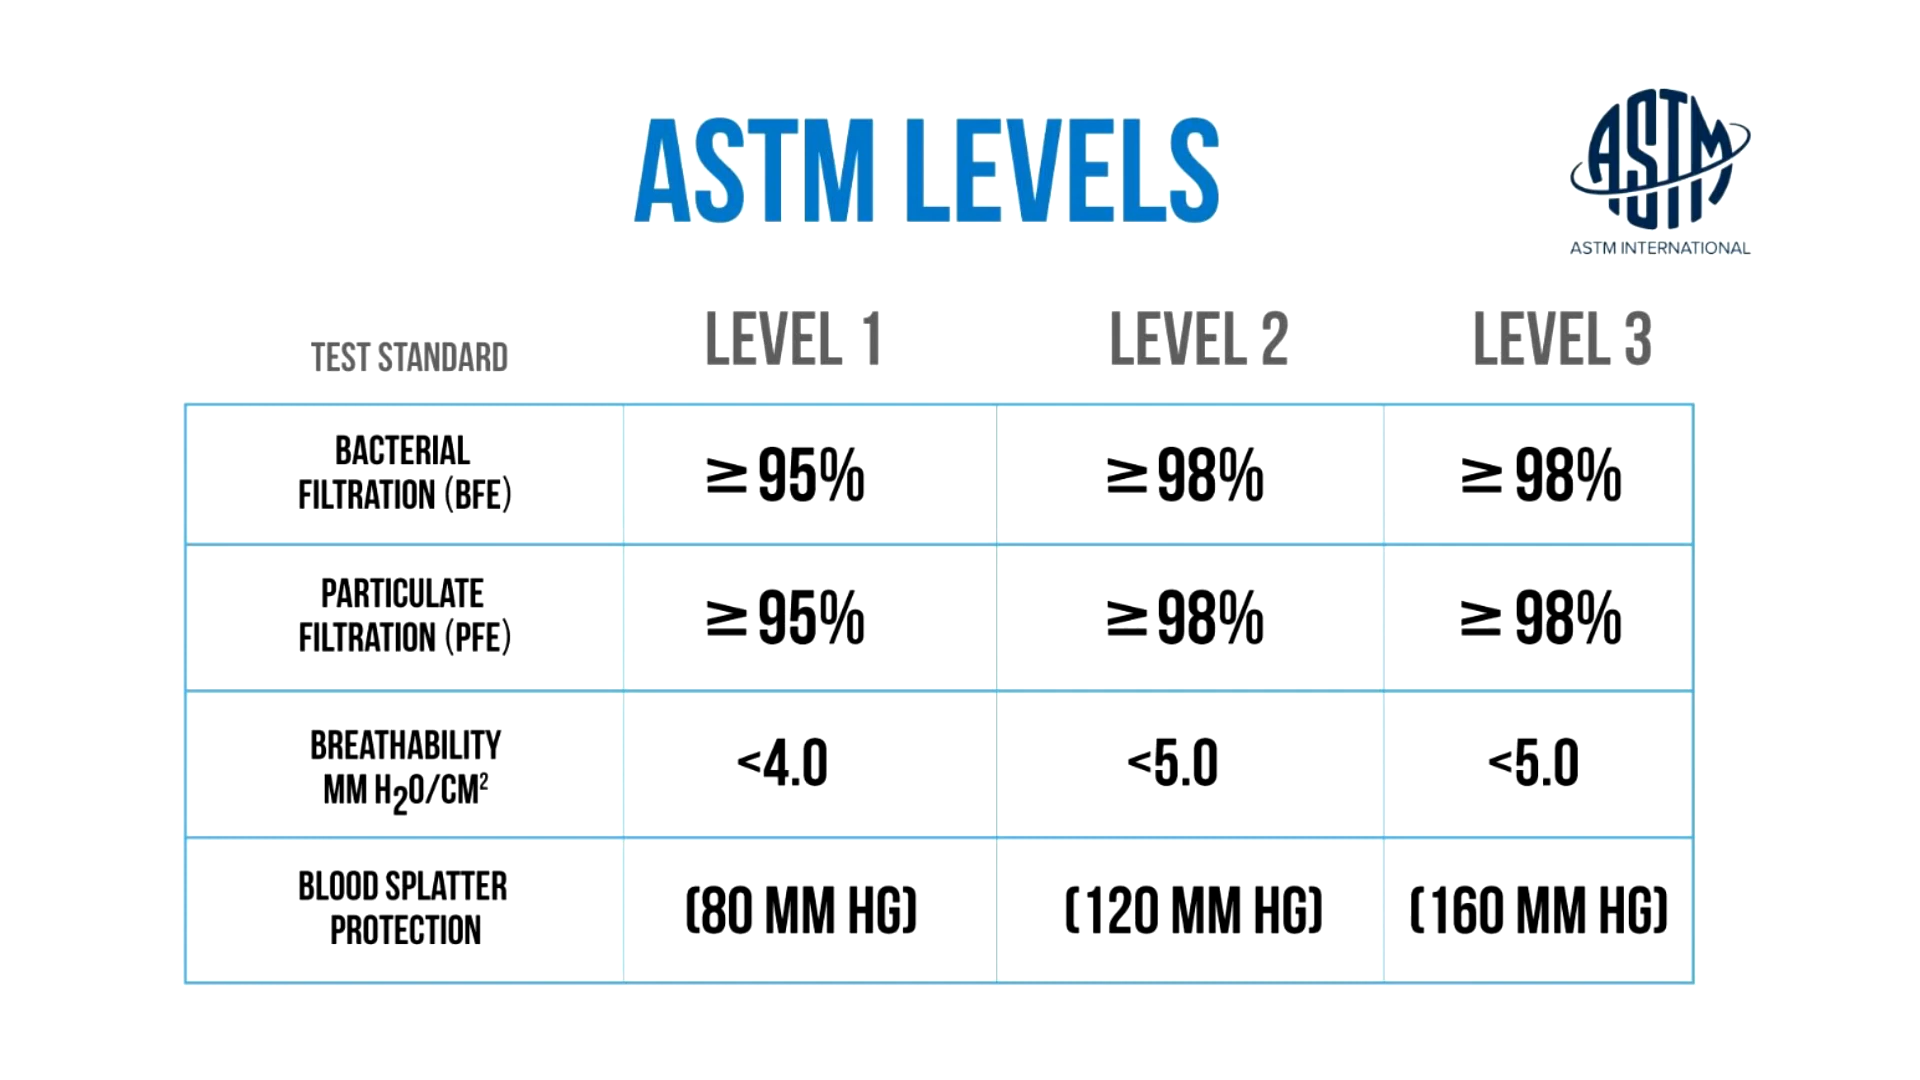 ASTM LEVELS
ASTM
ASTM INTERNATIONAL
TEST STANDARD LEVEL 1 LEVEL 2 LEVEL 3
BACTERIAL
FILTRATION (BFE) ≥95% ≥98% ≥98%
PARTICULATE
FILTRATION (PFE) ≥95% ≥98% ≥98%
BREATHABILITY
MM H₂O/CM² <4.0 <5.0 <5.0
BLOOD SPLATTER
PROTECTION (80 MM HG) (120 MM HG) (160 MM HG)